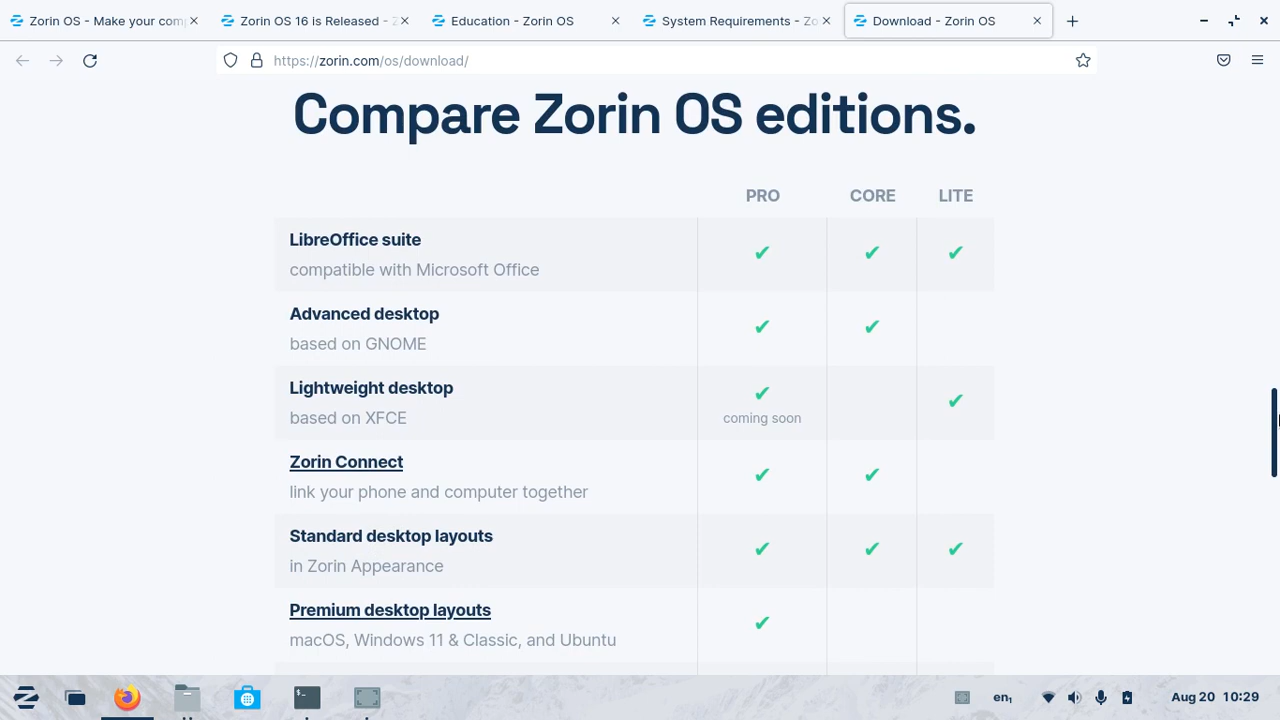 Zorin OS - Make your com
Zorin OS 16 is Released - Z
Education - Zorin OS
System Requirements - Zo
Download - Zorin OS
https://zorin.com/os/download/
Compare Zorin OS editions.
PRO CORE LITE
LibreOffice suite
compatible with Microsoft Office
✔ ✔ ✔
Advanced desktop
based on GNOME
✔ ✔
Lightweight desktop
based on XFCE
✔ ✔
coming soon
Zorin Connect
link your phone and computer together
✔ ✔
Standard desktop layouts
in Zorin Appearance
✔ ✔ ✔
Premium desktop layouts
macOS, Windows 11 & Classic, and Ubuntu
✔
en₁ Aug 20 10:29